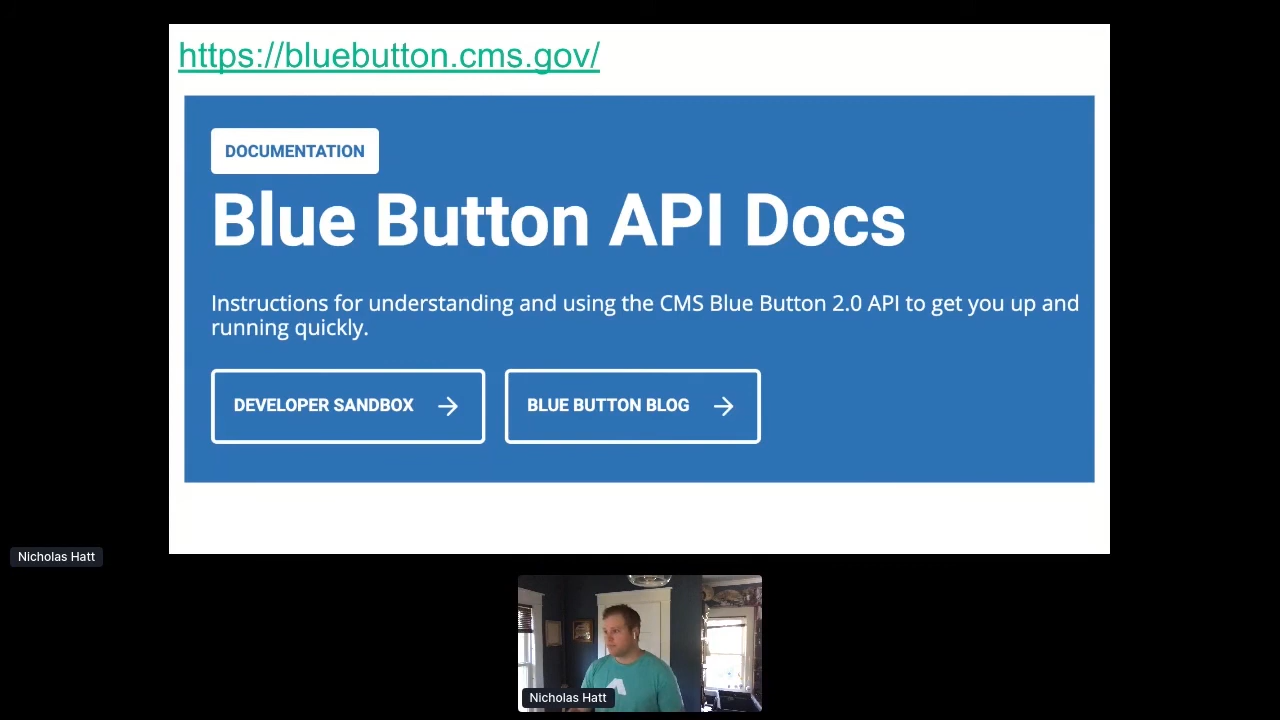 https://bluebutton.cms.gov/
DOCUMENTATION
Blue Button API Docs
Instructions for understanding and using the CMS Blue Button 2.0 API to get you up and
running quickly.
DEVELOPER SANDBOX
BLUE BUTTON BLOG
Nicholas Hatt
Nicholas Hatt